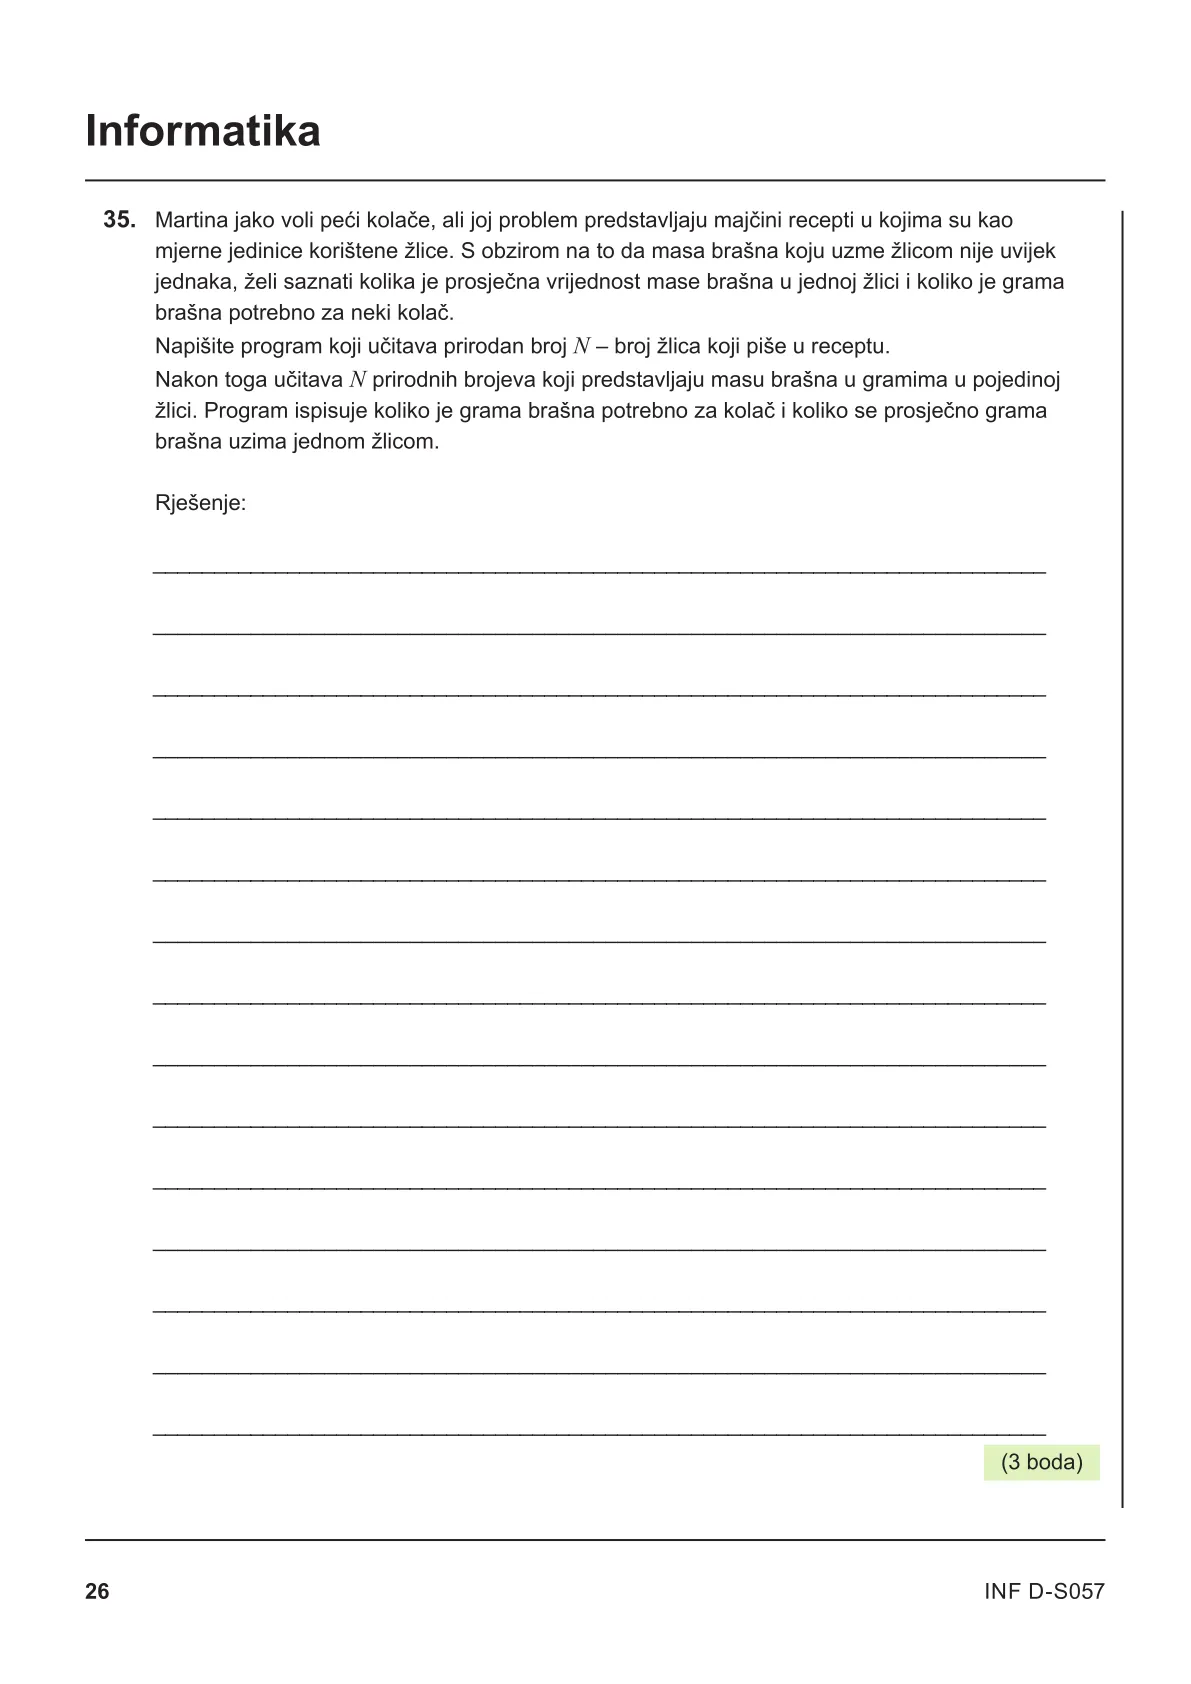 Informatika
35. Martina jako voli peći kolače, ali joj problem predstavljaju majčini recepti u kojima su kao
mjerne jedinice korištene žlice. S obzirom na to da masa brašna koju uzme žlicom nije uvijek
jednaka, želi saznati kolika je prosječna vrijednost mase brašna u jednoj žlici i koliko je grama
brašna potrebno za neki kolač.
Napišite program koji učitava prirodan broj N – broj žlica koji piše u receptu.
Nakon toga učitava N prirodnih brojeva koji predstavljaju masu brašna u gramima u pojedinoj
žlici. Program ispisuje koliko je grama brašna potrebno za kolač i koliko se prosječno grama
brašna uzima jednom žlicom.
Rješenje:
(3 boda)
26
INF D-S057